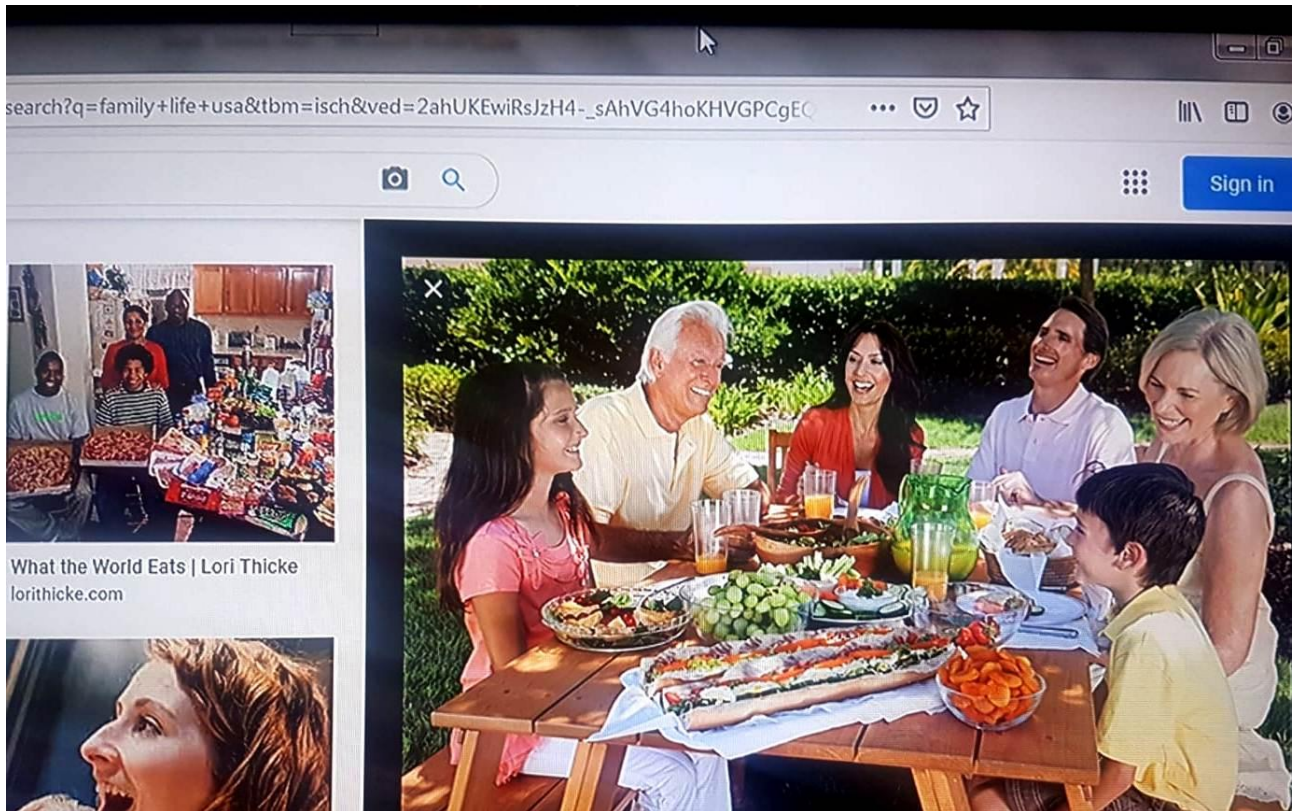 search?q=family+life+usa&tbm=isch&ved=2ahUKEwiRsJzH4-_sAhVG4hoKHVGPCgEQ
Sign in
What the World Eats | Lori Thicke
lorithicke.com